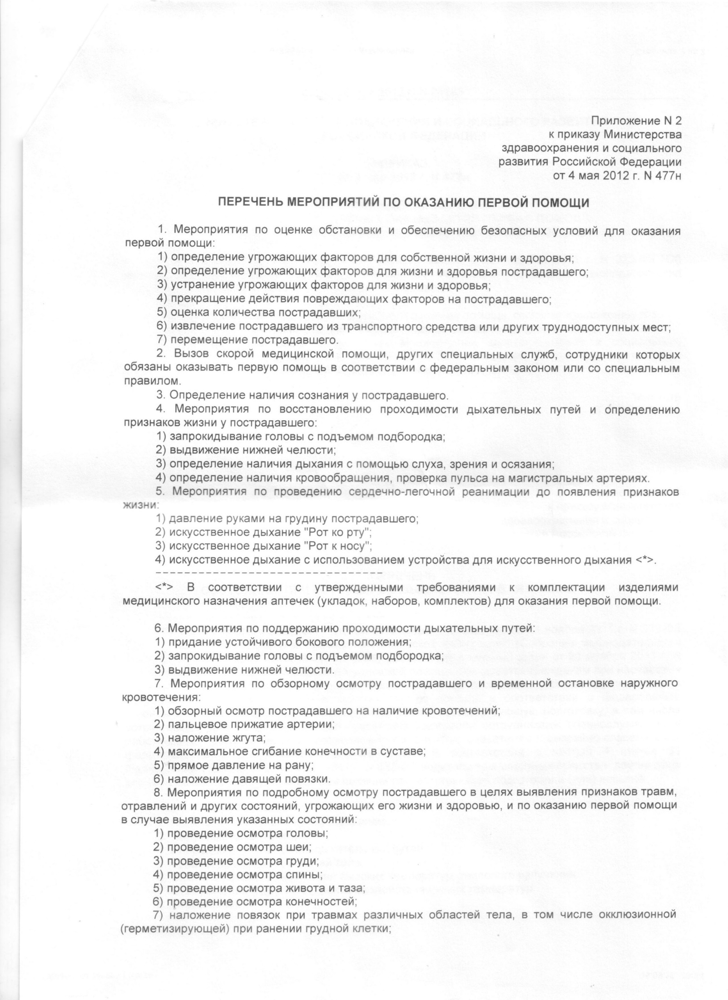 Приложение N 2
к приказу Министерства
здравоохранения и социального
развития Российской Федерации
от 4 мая 2012 г. N 477н
ПЕРЕЧЕНЬ МЕРОПРИЯТИЙ ПО ОКАЗАНИЮ ПЕРВОЙ ПОМОЩИ
1. Мероприятия по оценке обстановки и обеспечению безопасных условий для оказания
первой помощи:
1) определение угрожающих факторов для собственной жизни и здоровья;
2) определение угрожающих факторов для жизни и здоровья пострадавшего;
3) устранение угрожающих факторов для жизни и здоровья;
4) прекращение действия повреждающих факторов на пострадавшего;
5) оценка количества пострадавших;
6) извлечение пострадавшего из транспортного средства или других труднодоступных мест;
7) перемещение пострадавшего.
2. Вызов скорой медицинской помощи, других специальных служб, сотрудники которых
обязаны оказывать первую помощь в соответствии с федеральным законом или со специальным
правилом.
3. Определение наличия сознания у пострадавшего.
4. Мероприятия по восстановлению проходимости дыхательных путей и определению
признаков жизни у пострадавшего:
1) запрокидывание головы с подъемом подбородка;
2) выдвижение нижней челюсти;
3) определение наличия дыхания с помощью слуха, зрения и осязания;
4) определение наличия кровообращения, проверка пульса на магистральных артериях.
5. Мероприятия по проведению сердечно-легочной реанимации до появления признаков
жизни:
1) давление руками на грудину пострадавшего;
2) искусственное дыхание "Рот ко рту";
3) искусственное дыхание "Рот к носу";
4) искусственное дыхание с использованием устройства для искусственного дыхания <*>.
--------------------------------
<*> В соответствии с утвержденными требованиями к комплектации изделиями
медицинского назначения аптечек (укладок, наборов, комплектов) для оказания первой помощи.
6. Мероприятия по поддержанию проходимости дыхательных путей:
1) придание устойчивого бокового положения;
2) запрокидывание головы с подъемом подбородка;
3) выдвижение нижней челюсти.
7. Мероприятия по обзорному осмотру пострадавшего и временной остановке наружного
кровотечения:
1) обзорный осмотр пострадавшего на наличие кровотечений;
2) пальцевое прижатие артерии;
3) наложение жгута;
4) максимальное сгибание конечности в суставе;
5) прямое давление на рану;
6) наложение давящей повязки.
8. Мероприятия по подробному осмотру пострадавшего в целях выявления признаков травм,
отравлений и других состояний, угрожающих его жизни и здоровью, и по оказанию первой помощи
в случае выявления указанных состояний:
1) проведение осмотра головы;
2) проведение осмотра шеи;
3) проведение осмотра груди;
4) проведение осмотра спины;
5) проведение осмотра живота и таза;
6) проведение осмотра конечностей;
7) наложение повязок при травмах различных областей тела, в том числе окклюзионной
(герметизирующей) при ранении грудной клетки;